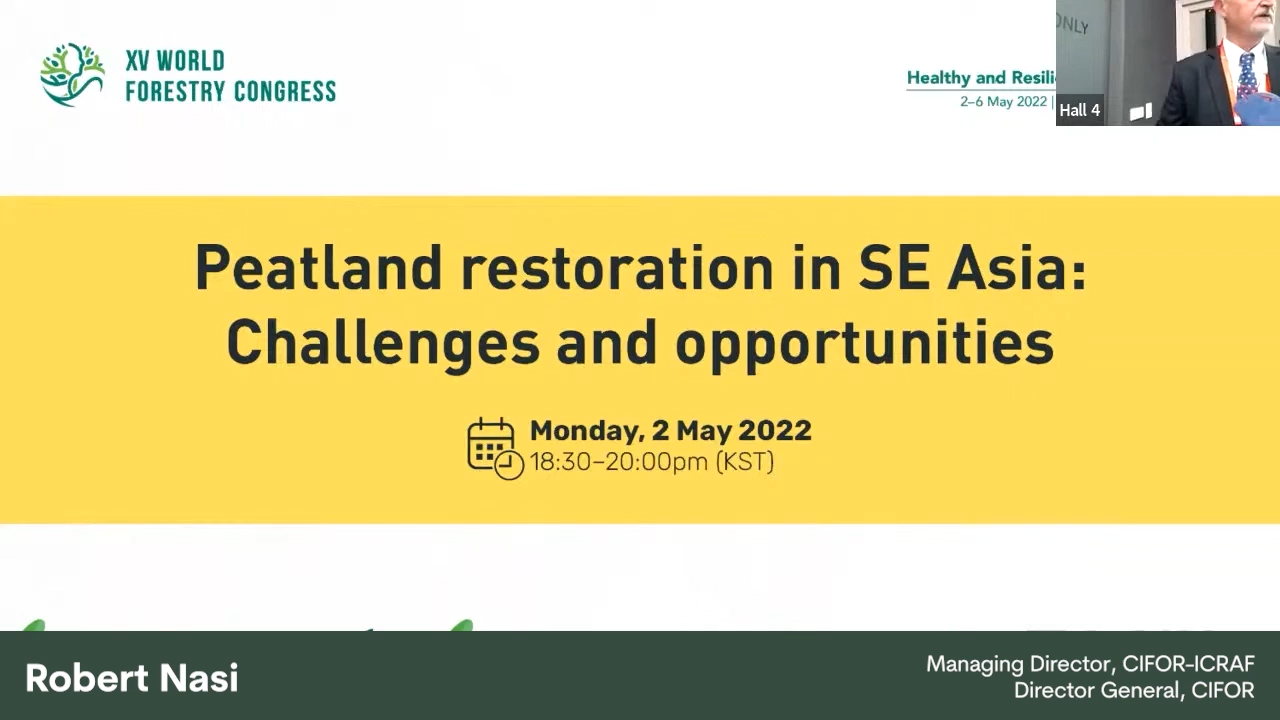 XV WORLD
FORESTRY CONGRESS
Healthy and
2–6 May 2022 |
ONLY
Hall 4
Peatland restoration in SE Asia:
Challenges and opportunities
Monday, 2 May 2022
18:30–20:00pm (KST)
Robert Nasi
Managing Director, CIFOR-ICRAF
Director General, CIFOR